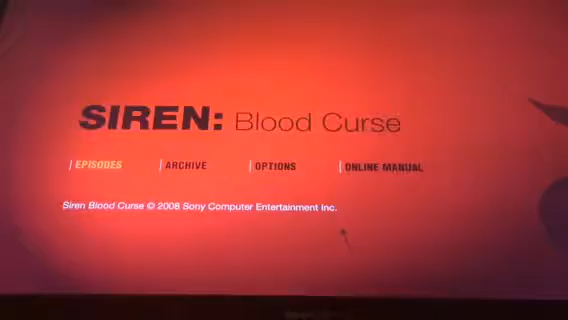 SIREN: Blood Curse
EPISODES ARCHIVE OPTIONS ONLINE MANUAL
Siren Blood Curse © 2008 Sony Computer Entertainment Inc.